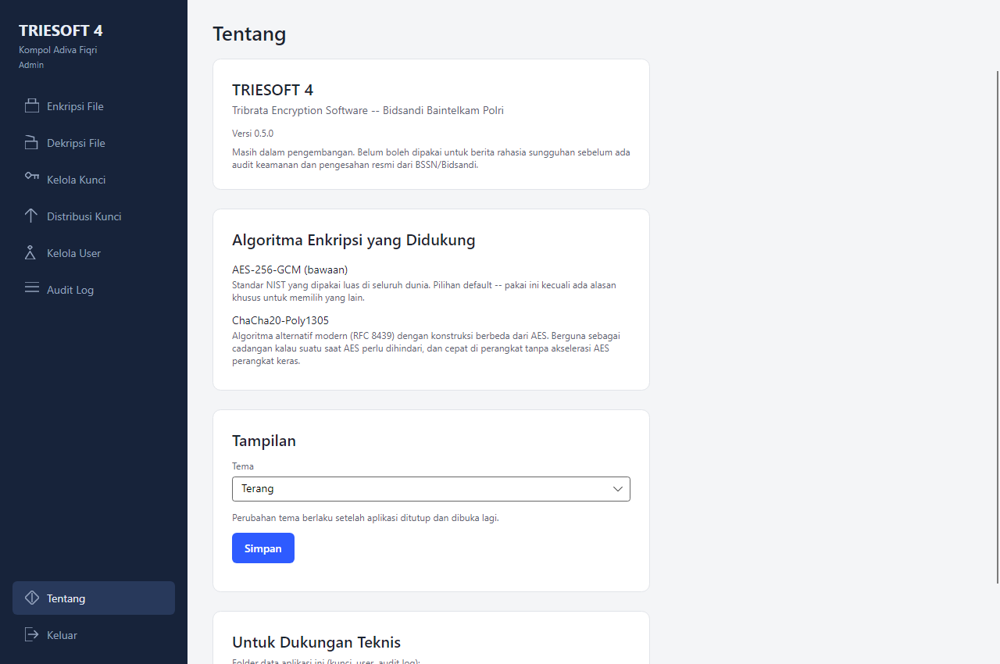 TRIESOFT 4
Kompol Adiva Fiqri
Admin
Enkripsi File
Dekripsi File
Kelola Kunci
Distribusi Kunci
Kelola User
Audit Log
Tentang
Keluar
Tentang
TRIESOFT 4
Tribrata Encryption Software -- Bidsandi Baintelkam Polri
Versi 0.5.0
Masih dalam pengembangan. Belum boleh dipakai untuk berita rahasia sungguhan sebelum ada
audit keamanan dan pengesahan resmi dari BSSN/Bidsandi.
Algoritma Enkripsi yang Didukung
AES-256-GCM (bawaan)
Standar NIST yang dipakai luas di seluruh dunia. Pilihan default -- pakai ini kecuali ada alasan
khusus untuk memilih yang lain.
ChaCha20-Poly1305
Algoritma alternatif modern (RFC 8439) dengan konstruksi berbeda dari AES. Berguna sebagai
cadangan kalau suatu saat AES perlu dihindari, dan cepat di perangkat tanpa akselerasi AES
perangkat keras.
Tampilan
Tema
Terang
Perubahan tema berlaku setelah aplikasi ditutup dan dibuka lagi.
Simpan
Untuk Dukungan Teknis
Folder data aplikasi ini (kunci, user, audit log):